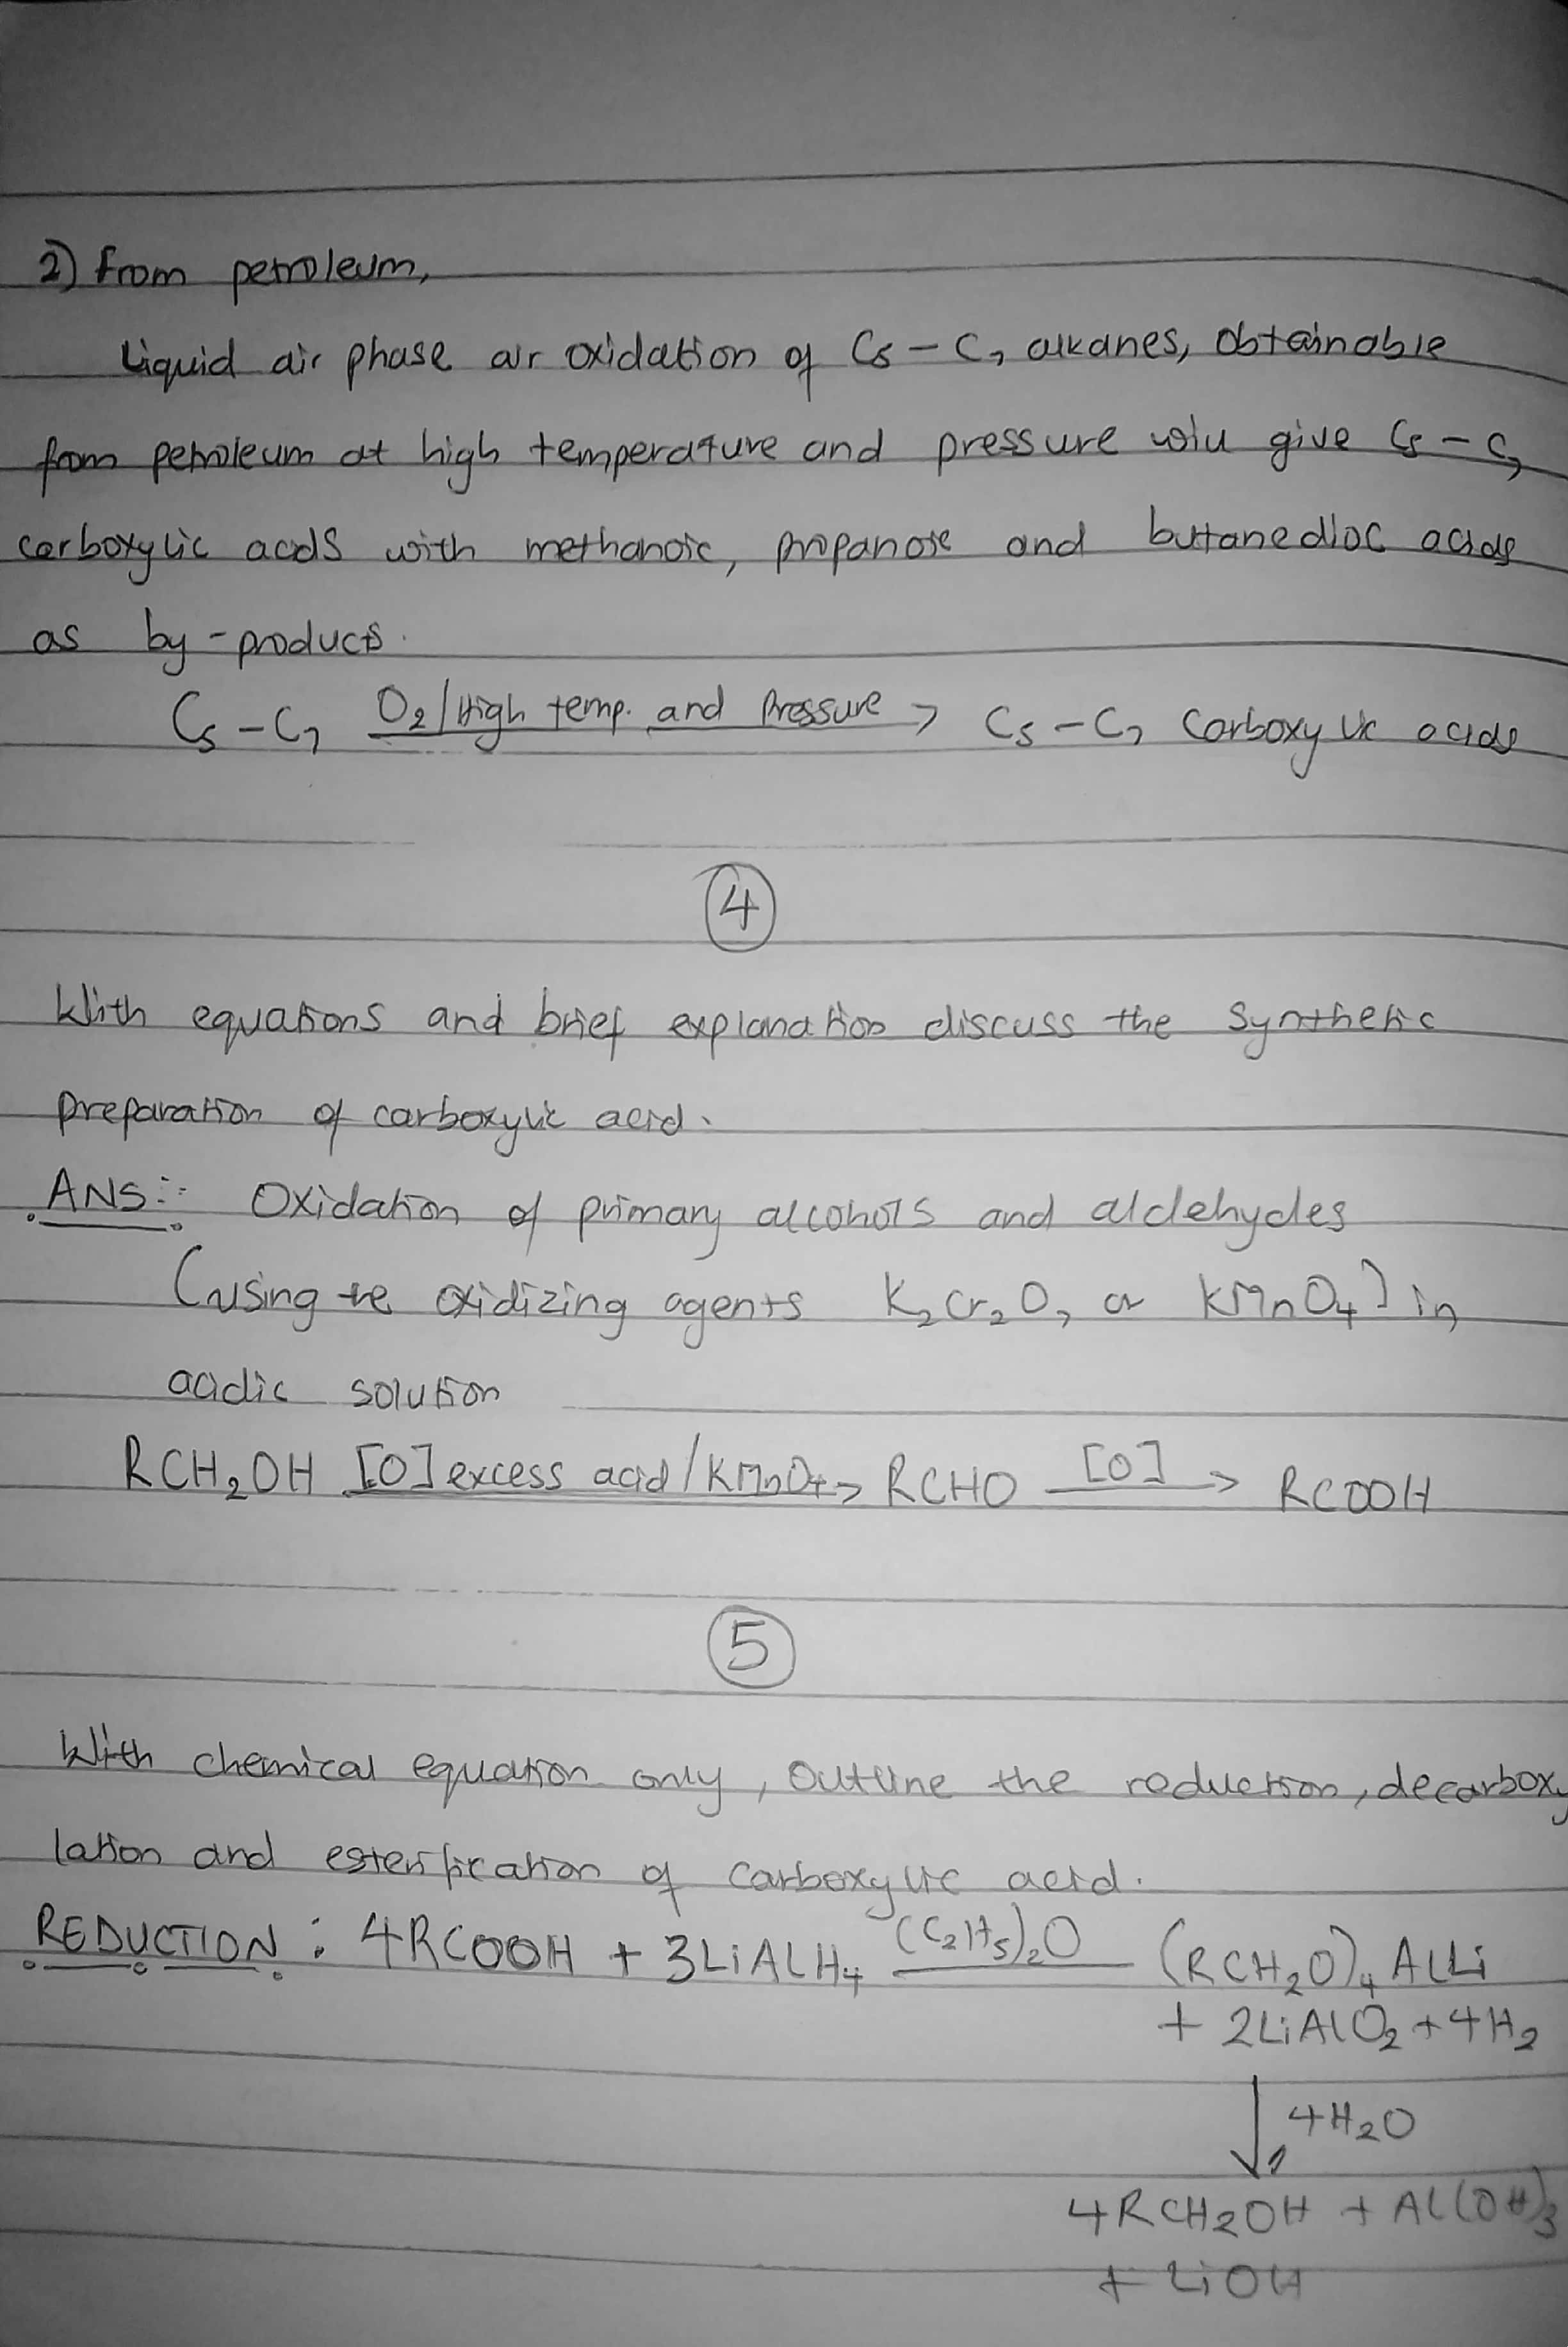 2) From petroleum,
Liquid air phase air oxidation of C5 - C7 alkanes, obtainable
from petroleum at high temperature and pressure will give C5 - C7
carboxylic acids with methanoic, propanoic and buttanedioc acids
as by-products.
C5 - C7 O2/High temp. and Pressure → C5 - C7 Carboxylic acids
4
With equations and brief explanation discuss the synthetic
preparation of carboxylic acid.
ANS:- Oxidation of primary alcohols and aldehydes
(using the oxidizing agents K2Cr2O7 or KMnO4) in
acidic solution
RCH2OH [O] excess acid/KMnO4→ RCHO [O]→ RCOOH
5
With chemical equation only, outline the reduction, decarboxy
lation and esterification of carboxylic acid.
REDUCTION: 4RCOOH + 3LiALH4 (C2H5)2O (RCH2O)4 ALLi
+ 2LiAlO2 + 4H2
↓ 4H2O
4RCH2OH + AL(OH)3
+ LiOH